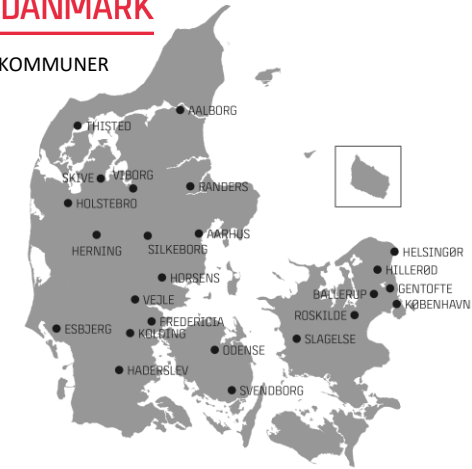 DANMARK
KOMMUNER
AALBORG
THISTED
SKIVE
VIBORG
RANDERS
HOLSTEBRO
AARHUS
HERNING
SILKEBORG
HELSINGØR
HILLERØD
HORSENS
GENTOFTE
BALLERUP
VEJLE
KØBENHAVN
ROSKILDE
FREDERICIA
ESBJERG
KOLDING
SLAGELSE
ODENSE
HADERSLEV
SVENDBORG